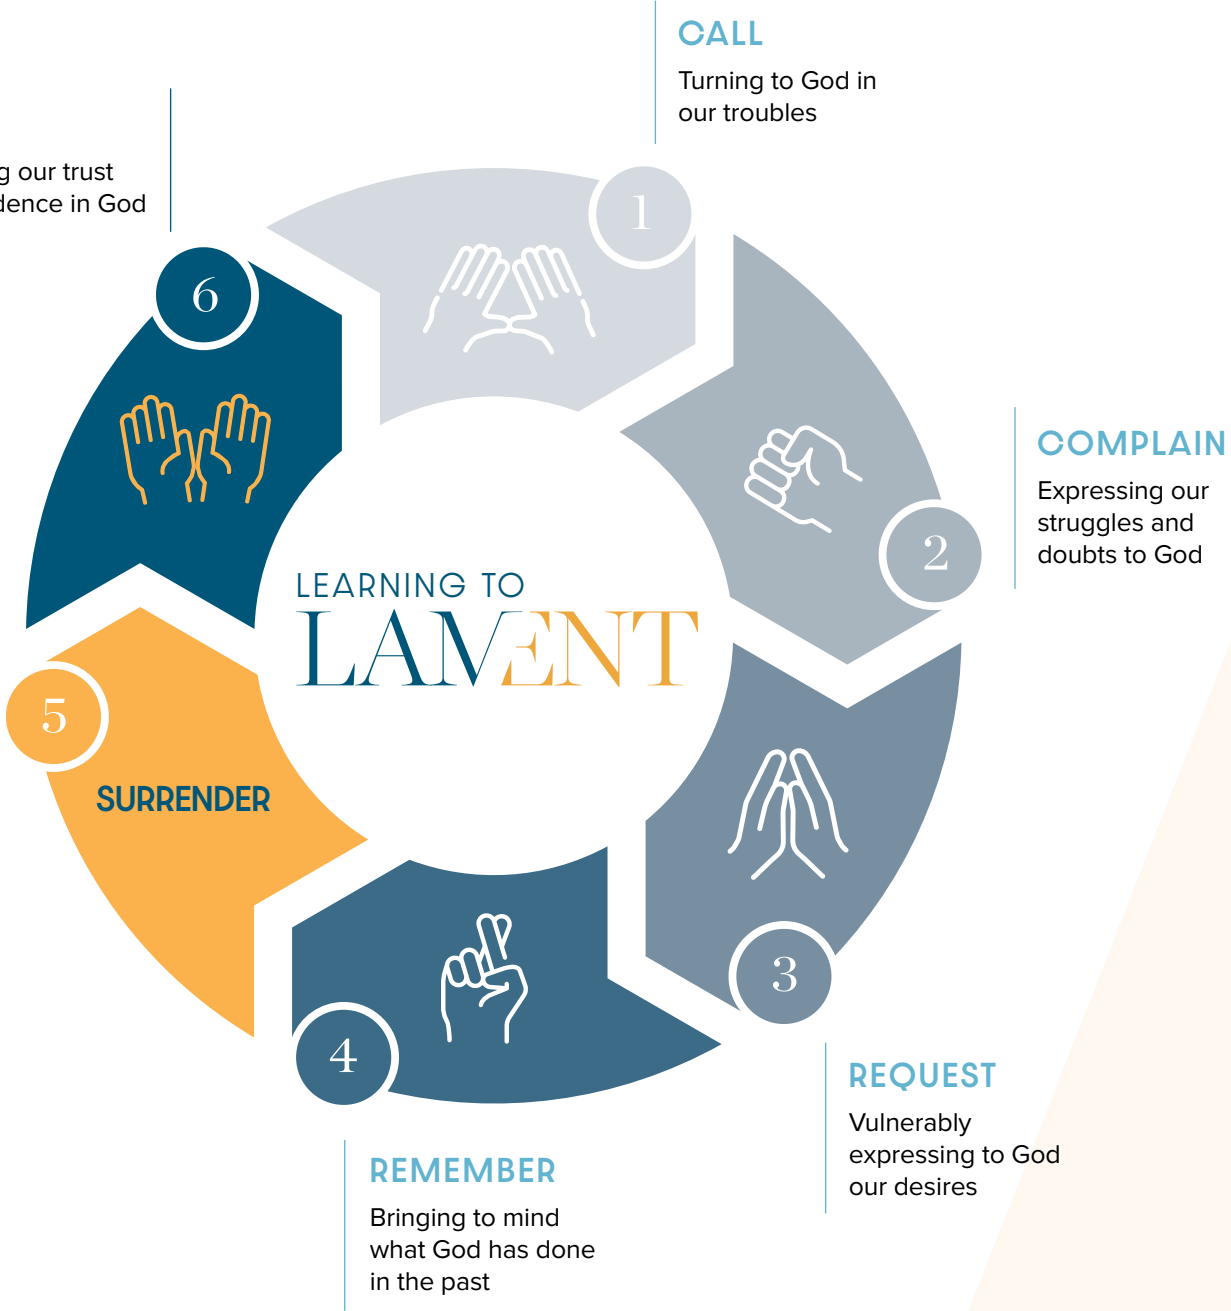 CALL
Turning to God in
our troubles
1
COMPLAIN
Expressing our
struggles and
doubts to God
2
3
REQUEST
Vulnerably
expressing to God
our desires
4
REMEMBER
Bringing to mind
what God has done
in the past
5
SURRENDER
6
our trust
in God
LEARNING TO
LAMENT